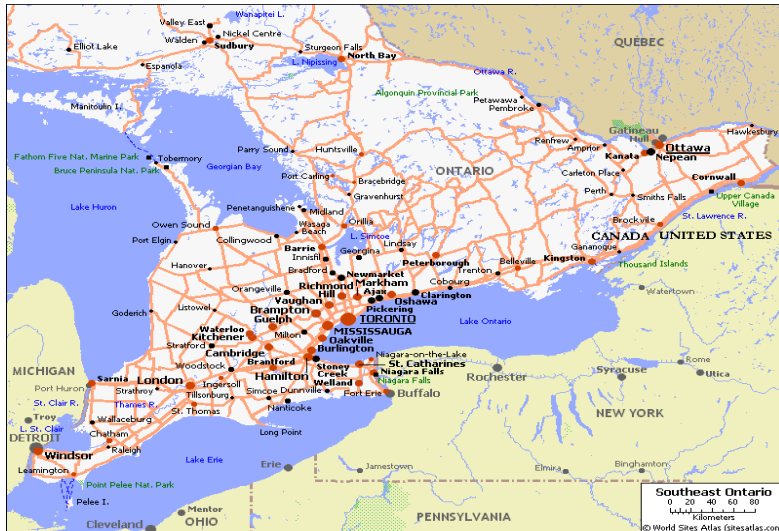 Wanapitei L.
Valley East
Nickel Centre
Walden
Sudbury
Elliot Lake
Espanola
Sturgeon Falls
North Bay
L. Nipissing
QUÉBEC
Ottawa R.
Algonquin Provincial Park
Petawawa
Pembroke
Manitoulin I.
Gatineau
Hull
Ottawa
Hawkesbury
Renfrew
Arnprior
Kanata
Nepean
Fathom Five Nat. Marine Park
Tobermory
Bruce Peninsula Nat. Park
Georgian Bay
Parry Sound
Huntsville
ONTARIO
Carleton Place
Cornwall
Port Carling
Bracebridge
Gravenhurst
Perth
Smiths Falls
Upper Canada
Village
Lake Huron
Penetanguishene
Midland
Brockville
St. Lawrence R.
Owen Sound
Wasaga
Beach
Orillia
L. Simcoe
CANADA
UNITED STATES
Port Elgin
Collingwood
Barrie
Innisfil
Georgina
Lindsay
Gananoque
Peterborough
Belleville
Kingston
Thousand Islands
Hanover
Bradford
Newmarket
Trenton
Markham
Richmond
Hill
Ajax
Cobourg
Watertown
Orangeville
Clarington
Oshawa
Vaughan
Pickering
Goderich
Listowel
Brampton
Guelph
TORONTO
Lake Ontario
Waterloo
Kitchener
Milton
MISSISSAUGA
Stratford
Oakville
Cambridge
Burlington
Niagara-on-the-Lake
MICHIGAN
Woodstock
Brantford
Stoney
Creek
St. Catharines
Rochester
Syracuse
Rome
Utica
Port Huron
Sarnia
London
Ingersoll
Hamilton
Welland
Niagara Falls
Niagara Falls
Strathroy
Tillsonburg
Simcoe
Dunnville
Fort Erie
Buffalo
St. Clair R.
Thames R.
St. Thomas
Nanticoke
NEW YORK
Troy
Wallaceburg
L. St. Clair
Chatham
Long Point
DETROIT
Windsor
Raleigh
Lake Erie
Erie
Jamestown
Elmira
Binghamton
Leamington
Point Pelee Nat. Park
Pelee I.
Mentor
Cleveland
OHIO
PENNSYLVANIA
Southeast Ontario
0 20 40 60 80
Kilometers
© World Sites Atlas (sitesatlas.com)